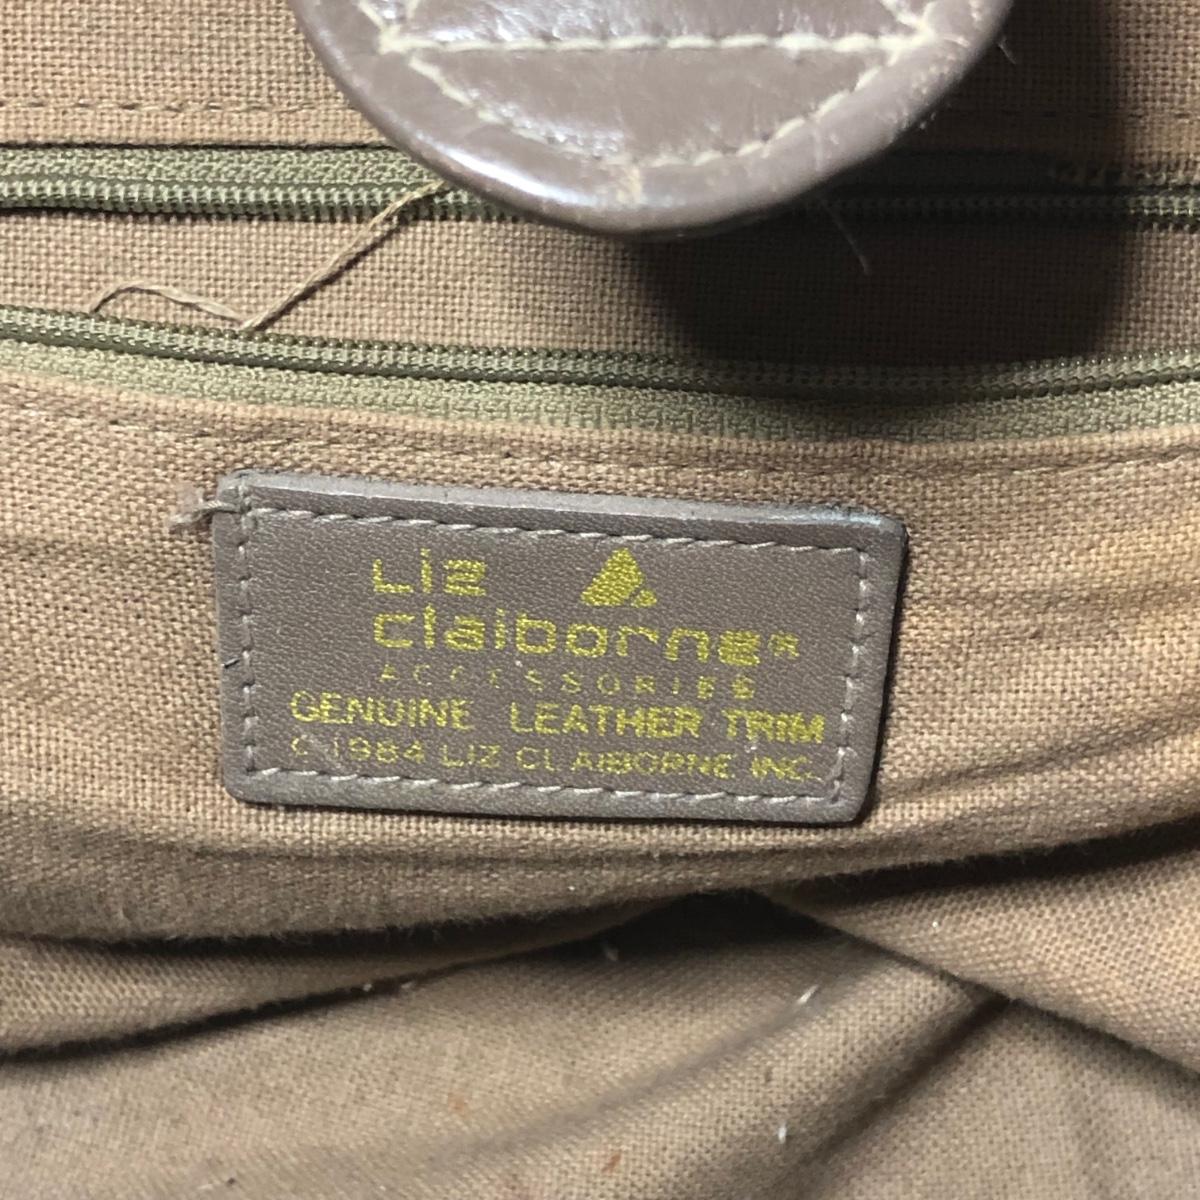 Liz
claiborne®
ACCESSORIES
GENUINE LEATHER TRIM
© 1984 LIZ CLAIBORNE INC.